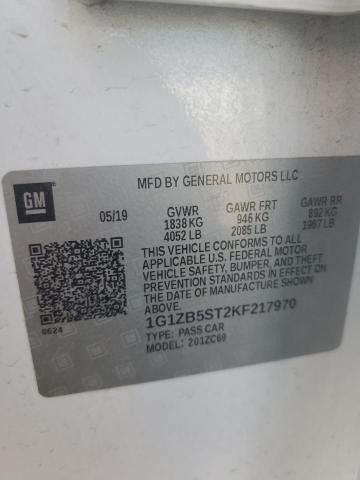 MFD BY GENERAL MOTORS LLC
GM
05/19 GVWR GAWR FRT GAWR RR
1838 KG 946 KG 892 KG
4052 LB 2085 LB 1967 LB
THIS VEHICLE CONFORMS TO ALL
APPLICABLE U.S. FEDERAL MOTOR
VEHICLE SAFETY, BUMPER, AND THEFT
PREVENTION STANDARDS IN EFFECT ON
THE DATE OF MANUFACTURE SHOWN
ABOVE.
0624
1G1ZB5ST2KF217970
TYPE: PASS CAR
MODEL: 201ZC69